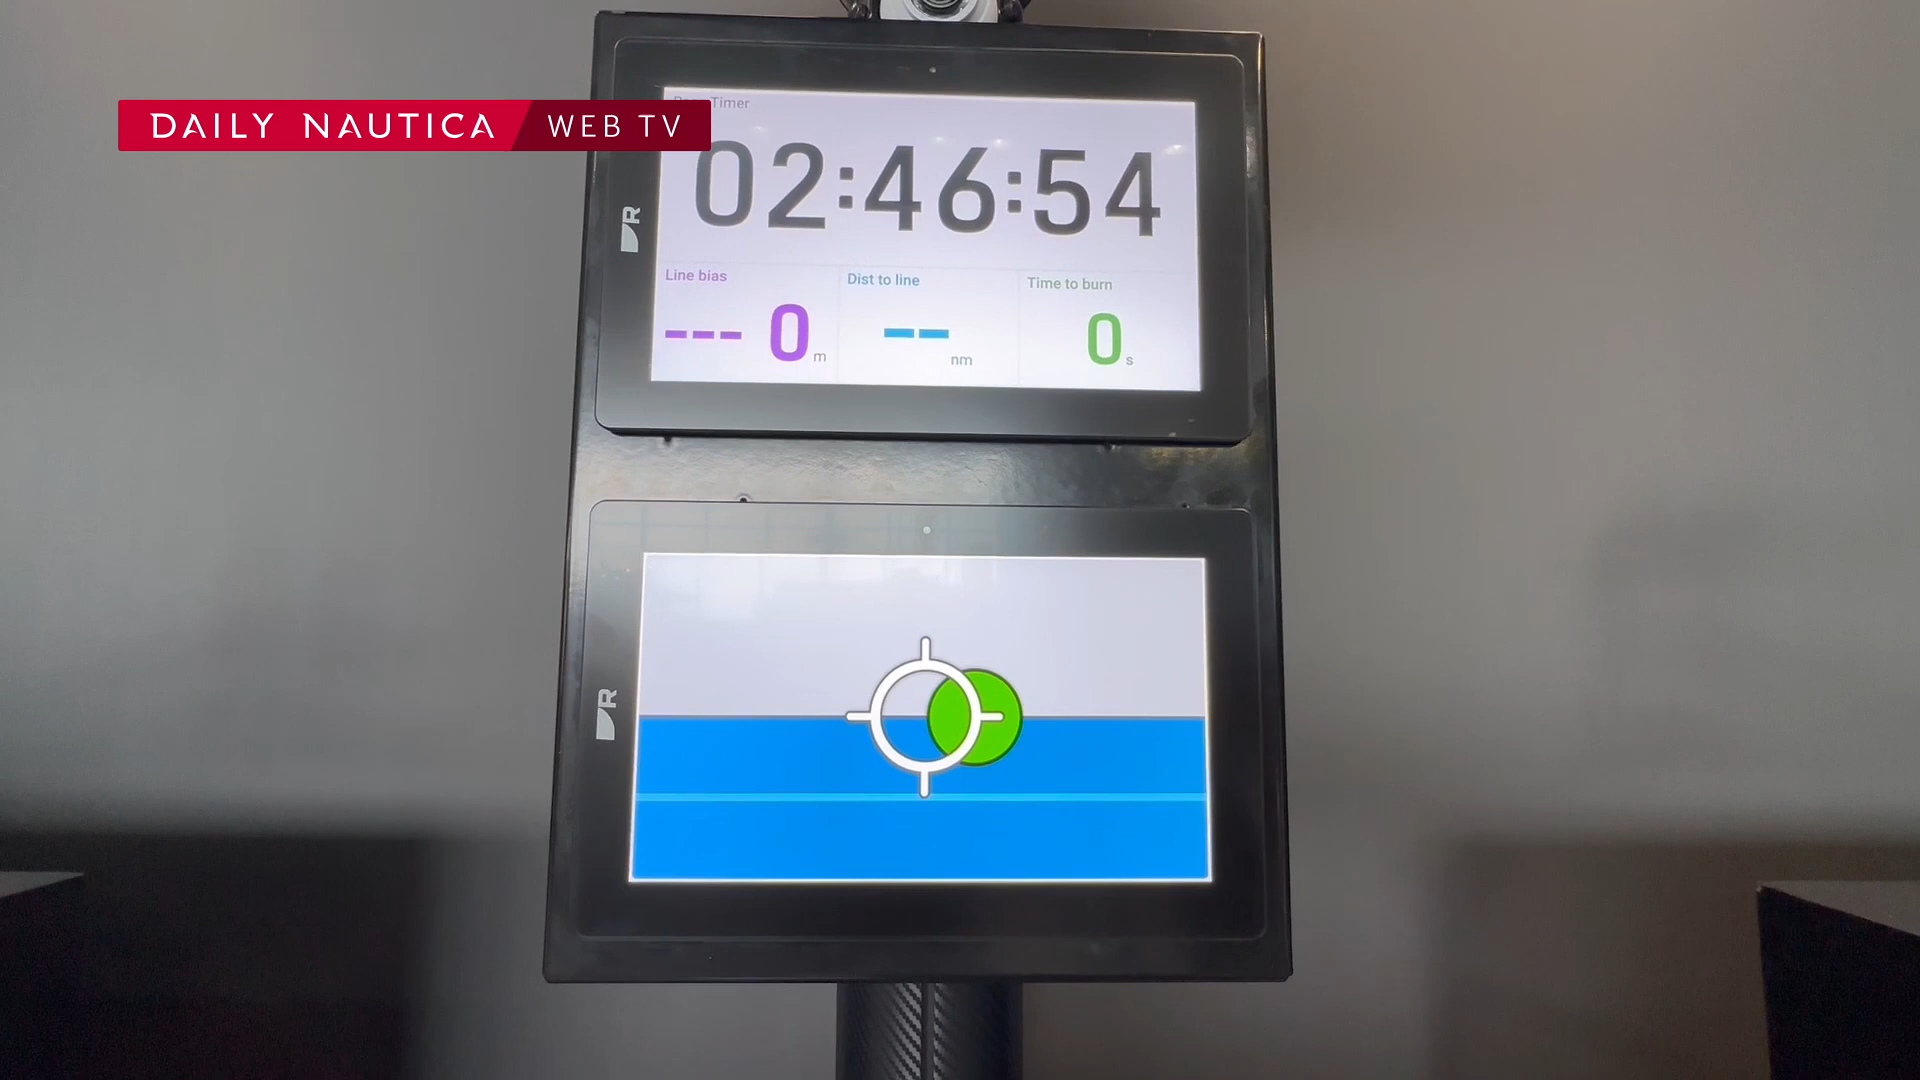 DAILY NAUTICA WEB TV
Timer
02:46:54
Line bias
Dist to line
Time to burn
--- 0 m
-- nm
0 s
R
R